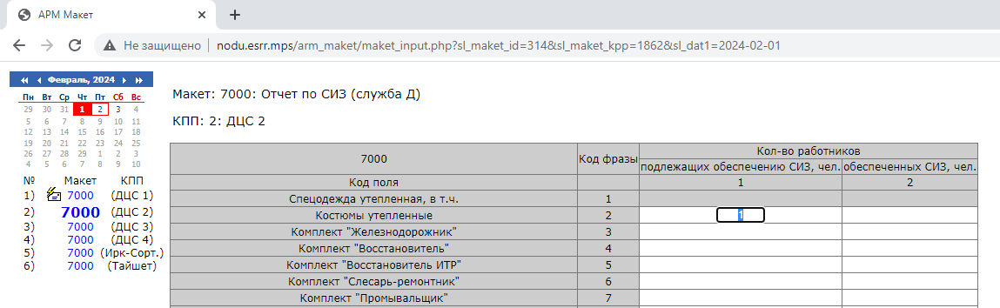 АРМ Макет
Не защищено nodu.esrr.mps/arm_maket/maket_input.php?sl_maket_id=314&sl_maket_kpp=1862&sl_dat1=2024-02-01
Февраль, 2024
Пн Вт Ср Чт Пт Сб Вс
29 30 31 1 2 3 4
5 6 7 8 9 10 11
12 13 14 15 16 17 18
19 20 21 22 23 24 25
26 27 28 29 1 2 3
4 5 6 7 8 9 10
№ Макет КПП
1) 7000 (ДЦС 1)
2) 7000 (ДЦС 2)
3) 7000 (ДЦС 3)
4) 7000 (ДЦС 4)
5) 7000 (Ирк-Сорт.)
6) 7000 (Тайшет)
Макет: 7000: Отчет по СИЗ (служба Д)
КПП: 2: ДЦС 2
7000 Код фразы Кол-во работников
подлежащих обеспечению СИЗ, чел. обеспеченных СИЗ, чел.
Код поля 1 2
Спецодежда утепленная, в т.ч. 1
Костюмы утепленные 2 1
Комплект "Железнодорожник" 3
Комплект "Восстановитель" 4
Комплект "Восстановитель ИТР" 5
Комплект "Слесарь-ремонтник" 6
Комплект "Промывальщик" 7